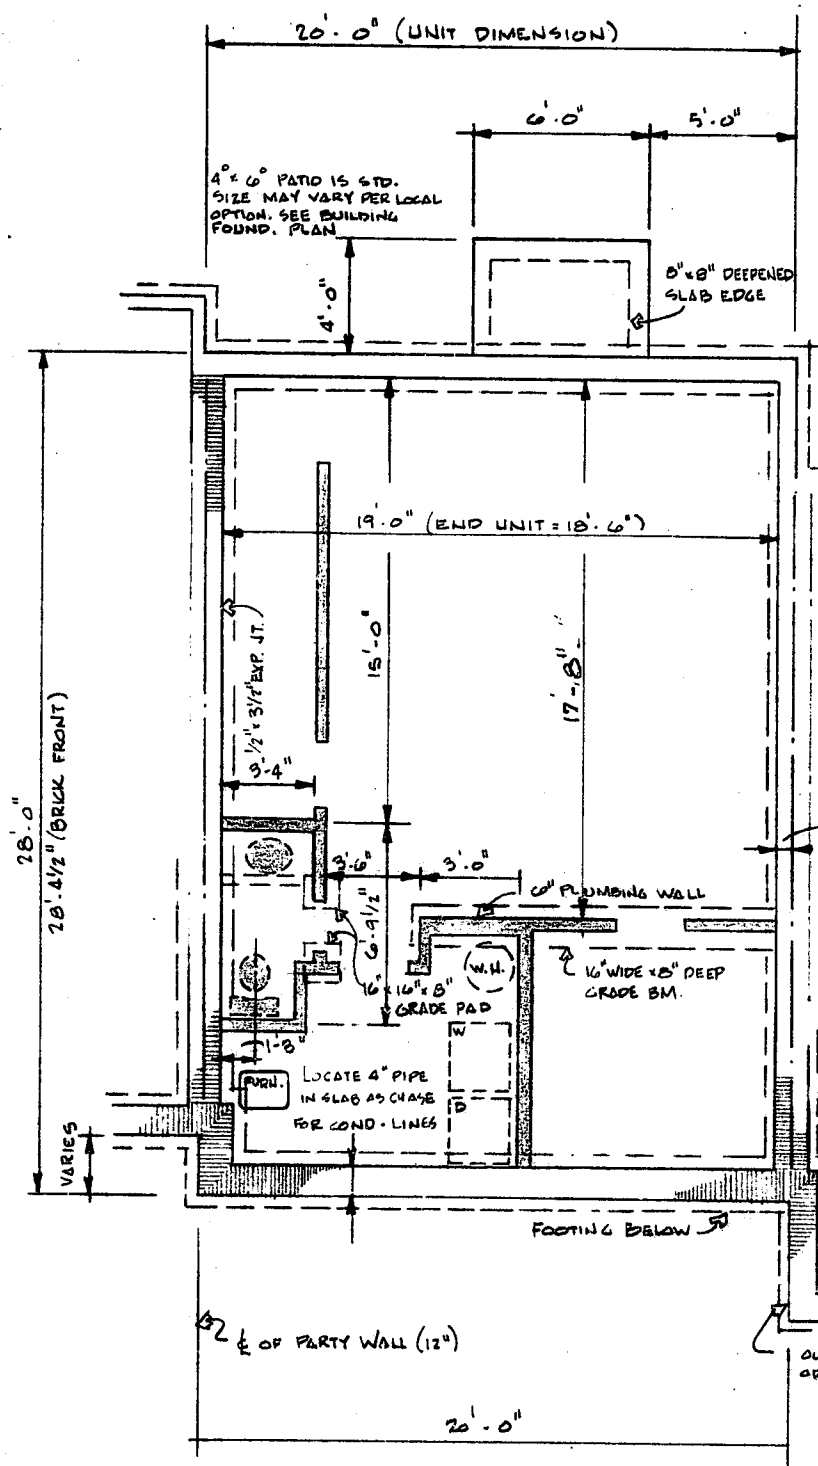 20'-0" (UNIT DIMENSION)
6'-0"
5'-0"
4⁰ x 6⁰ PATIO IS STD.
SIZE MAY VARY PER LOCAL
OPTION. SEE BUILDING
FOUND. PLAN
4'-0"
8" x 8" DEEPENED
SLAB EDGE
19'-0" (END UNIT = 18'-6")
15'-0"
17'-8"
1/2" x 3 1/2" EXP. JT.
3'-4"
28'-0"
28'-4 1/2" (BRICK FRONT)
3'-6"
3'-0"
6'-9 1/2"
6" PLUMBING WALL
W.H.
16" x 16" x 8"
GRADE PAD
16" WIDE x 8" DEEP
GRADE BM.
W
1'-8"
FURN.
LOCATE 4" PIPE
IN SLAB AS CHASE
FOR COND. LINES
D
VARIES
FOOTING BELOW
℄ OF PARTY WALL (12")
20'-0"